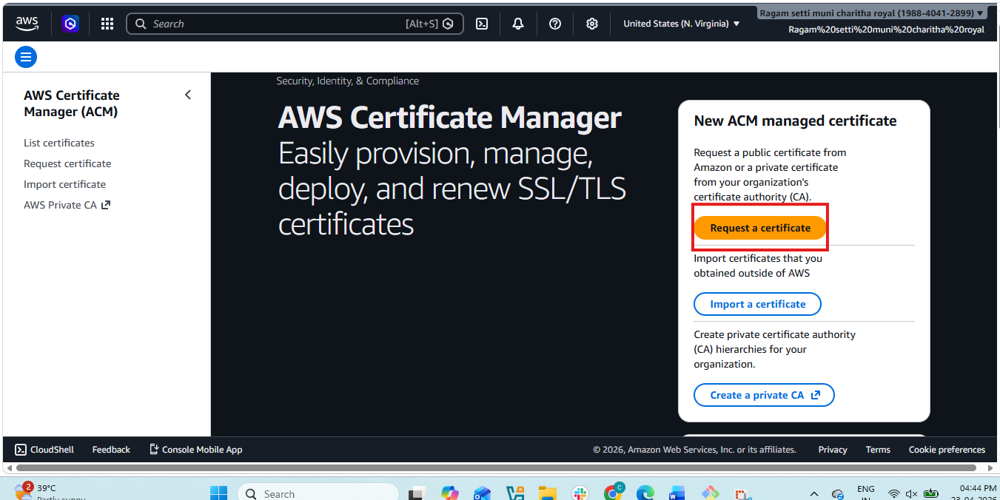 aws
Search
[Alt+S]
United States (N. Virginia)
Ragam setti muni charitha royal (1988-4041-2899)
Ragam%20setti%20muni%20charitha%20royal
AWS Certificate
Manager (ACM)
List certificates
Request certificate
Import certificate
AWS Private CA
Security, Identity, & Compliance
AWS Certificate Manager
Easily provision, manage,
deploy, and renew SSL/TLS
certificates
New ACM managed certificate
Request a public certificate from
Amazon or a private certificate
from your organization's
certificate authority (CA).
Request a certificate
Import certificates that you
obtained outside of AWS
Import a certificate
Create private certificate authority
(CA) hierarchies for your
organization.
Create a private CA
CloudShell
Feedback
Console Mobile App
© 2026, Amazon Web Services, Inc. or its affiliates.
Privacy
Terms
Cookie preferences
2
39°C
Partly sunny
Search
C
ENG
IN
04:44 PM
23-04-2026